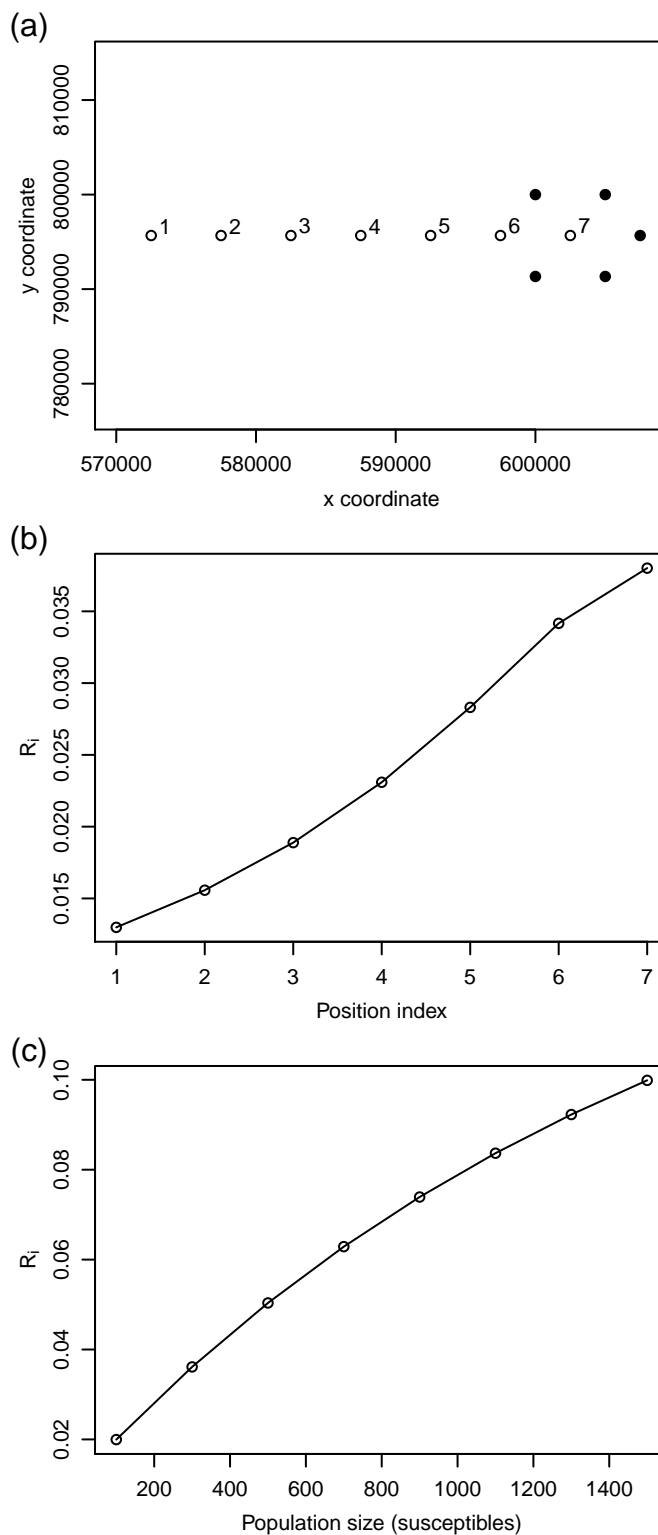 (a)
810000
800000
790000
780000
y coordinate
1 2 3 4 5 6 7
570000 580000 590000 600000
x coordinate
(b)
0.035
0.030
0.025
0.020
0.015
Ri
1 2 3 4 5 6 7
Position index
(c)
0.10
0.08
0.06
0.04
0.02
Ri
200 400 600 800 1000 1200 1400
Population size (susceptibles)